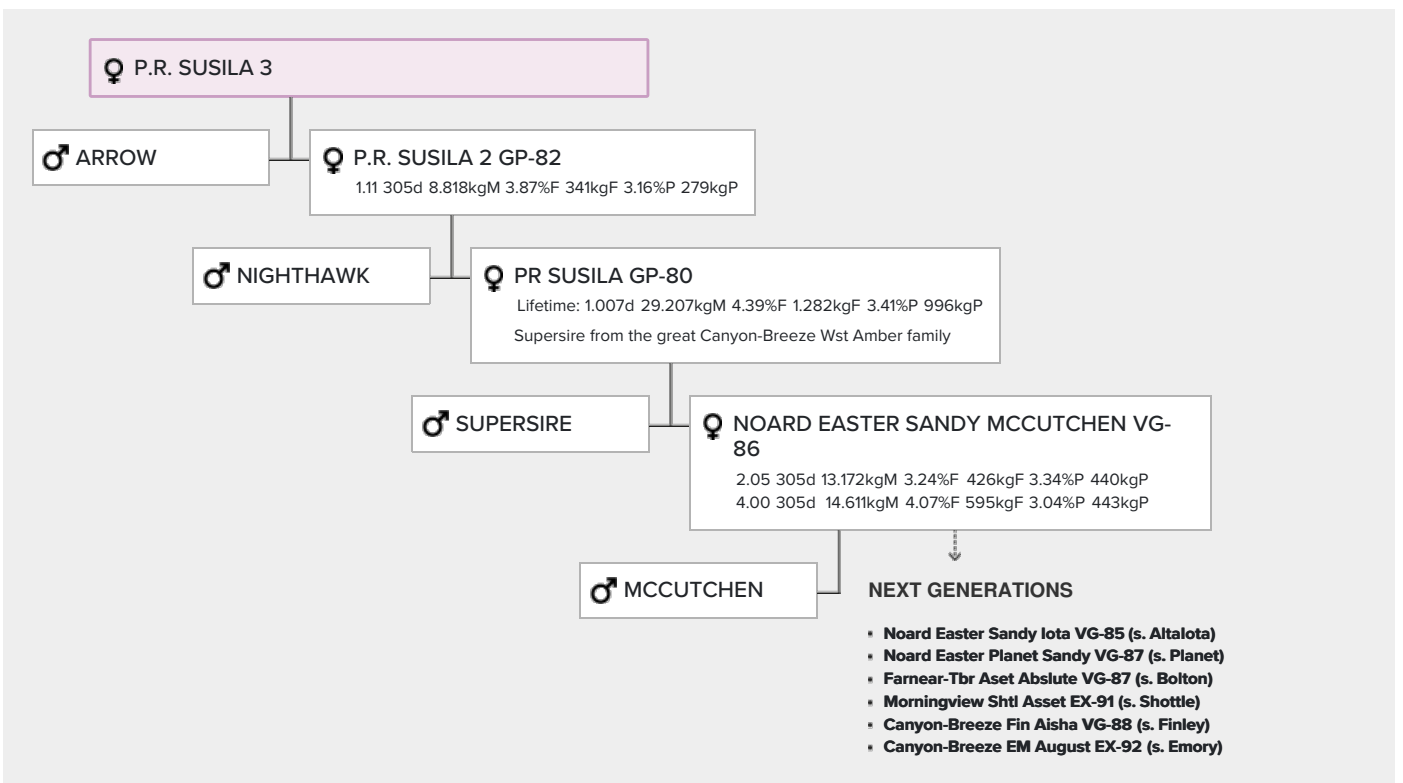 P.R. SUSILA 3
ARROW
P.R. SUSILA 2 GP-82
1.11 305d 8.818kgM 3.87%F 341kgF 3.16%P 279kgP
NIGHTHAWK
PR SUSILA GP-80
Lifetime: 1.007d 29.207kgM 4.39%F 1.282kgF 3.41%P 996kgP
Supersire from the great Canyon-Breeze Wst Amber family
SUPERSIRE
NOARD EASTER SANDY MCCUTCHEN VG-
86
2.05 305d 13.172kgM 3.24%F 426kgF 3.34%P 440kgP
4.00 305d 14.611kgM 4.07%F 595kgF 3.04%P 443kgP
MCCUTCHEN
NEXT GENERATIONS
Noard Easter Sandy Iota VG-85 (s. AltaIota)
Noard Easter Planet Sandy VG-87 (s. Planet)
Farnear-Tbr Aset Abslute VG-87 (s. Bolton)
Morningview Shtl Asset EX-91 (s. Shottle)
Canyon-Breeze Fin Aisha VG-88 (s. Finley)
Canyon-Breeze EM August EX-92 (s. Emory)